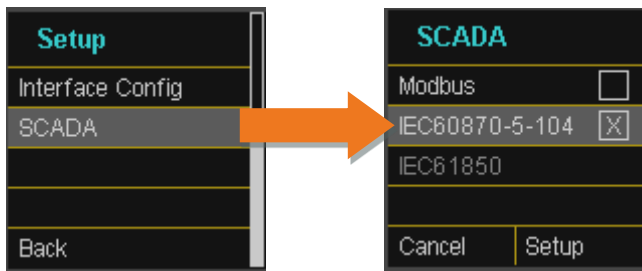 Setup
Interface Config
SCADA
Back
SCADA
Modbus
IEC60870-5-104 X
IEC61850
Cancel Setup